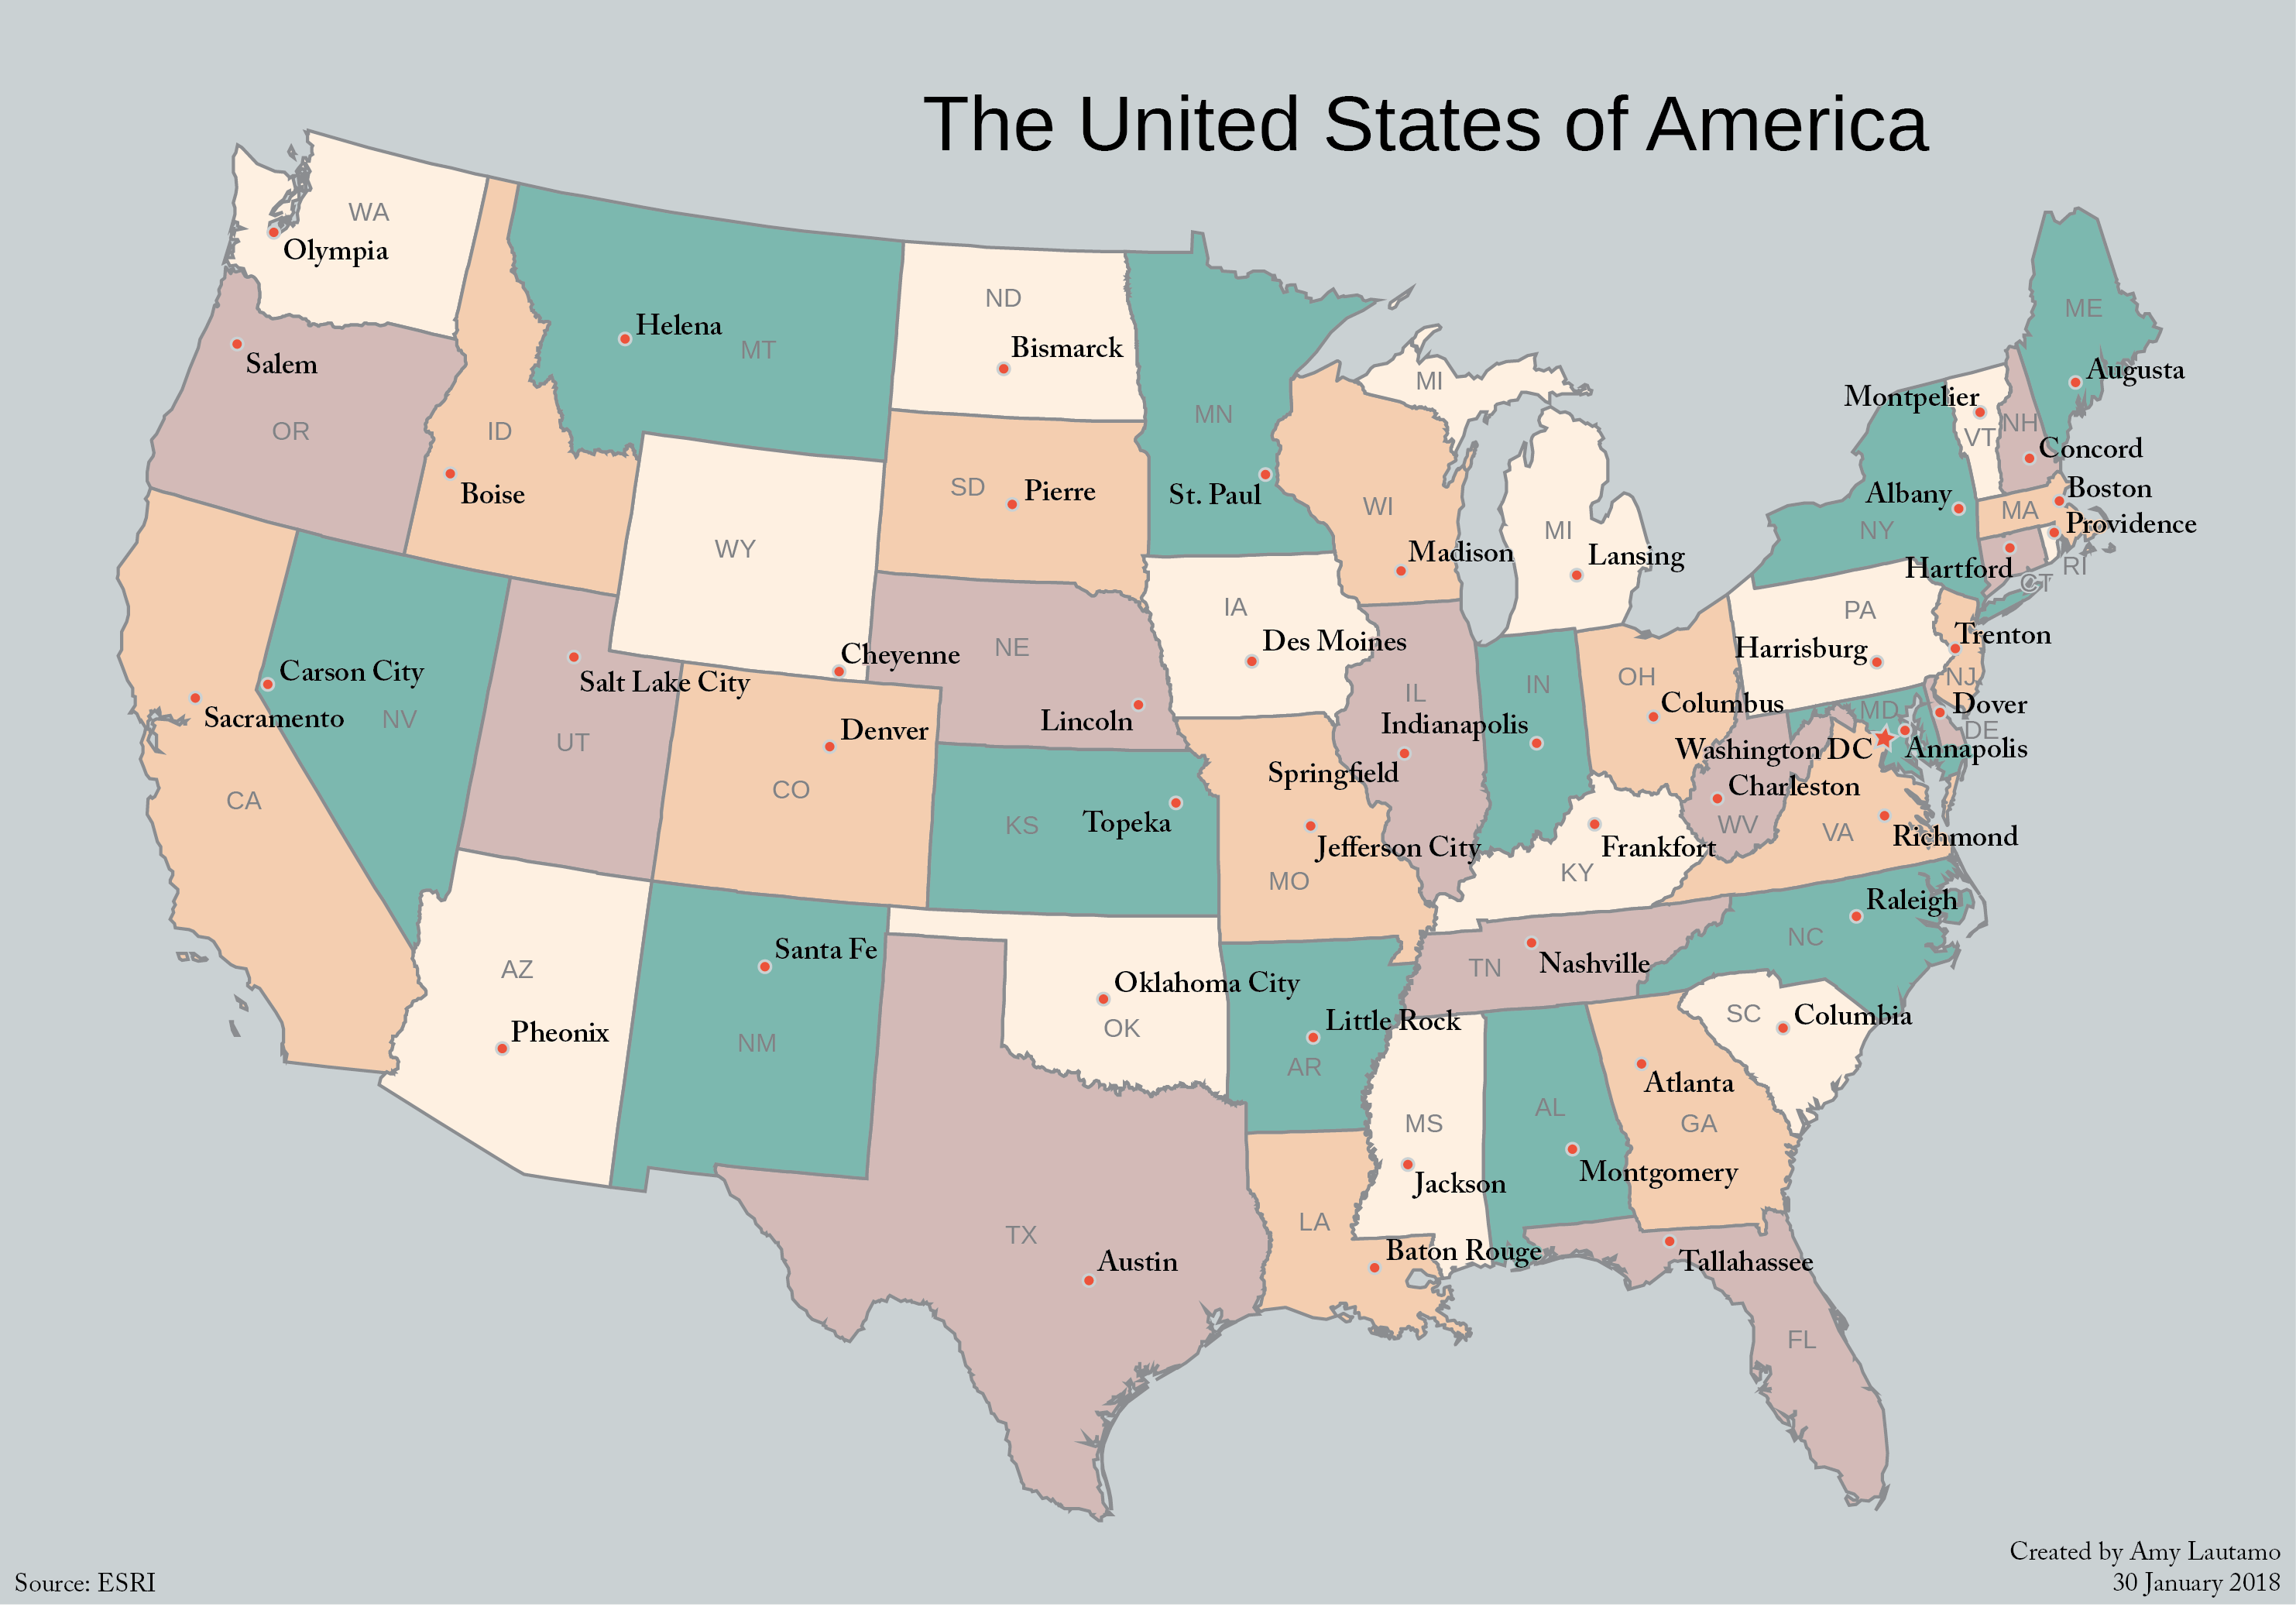 The United States of America
WA
Olympia
Salem
OR
ID
Boise
Helena
MT
ND
Bismarck
SD
Pierre
MN
St. Paul
WI
Madison
MI
MI
Lansing
ME
Augusta
Montpelier
VT
NH
Concord
Albany
NY
MA
Boston
Providence
Hartford
CT
RI
WY
Cheyenne
NE
Lincoln
IA
Des Moines
IL
Springfield
Indianapolis
IN
OH
Columbus
PA
Harrisburg
Trenton
NJ
MD
Dover
DE
Washington DC
Annapolis
Carson City
NV
Sacramento
CA
Salt Lake City
UT
Denver
CO
KS
Topeka
Jefferson City
MO
Frankfort
KY
Charleston
WV
VA
Richmond
Raleigh
NC
AZ
Pheonix
Santa Fe
NM
Oklahoma City
OK
Little Rock
AR
TN
Nashville
SC
Columbia
Atlanta
GA
AL
Montgomery
MS
Jackson
LA
Baton Rouge
TX
Austin
Tallahassee
FL
Source: ESRI
Created by Amy Lautamo
30 January 2018